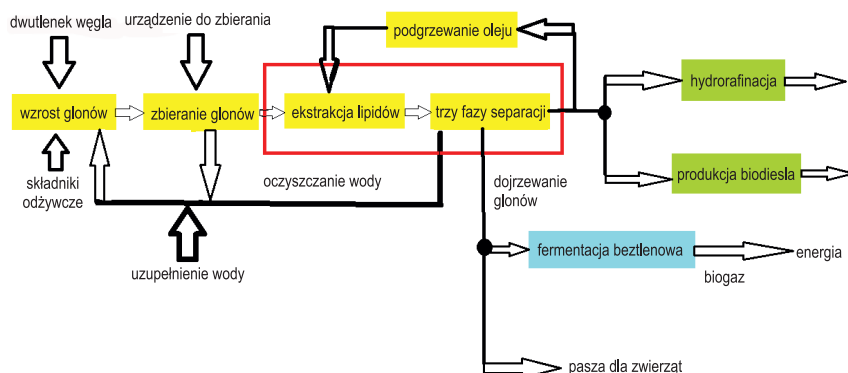 dwutlenek węgla
urządzenie do zbierania
podgrzewanie oleju
hydrorafinacja
wzrost glonów
zbieranie glonów
ekstrakcja lipidów
trzy fazy separacji
składniki
odżywcze
oczyszczanie wody
dojrzewanie
glonów
produkcja biodiesla
uzupełnienie wody
fermentacja beztlenowa
biogaz
energia
pasza dla zwierząt